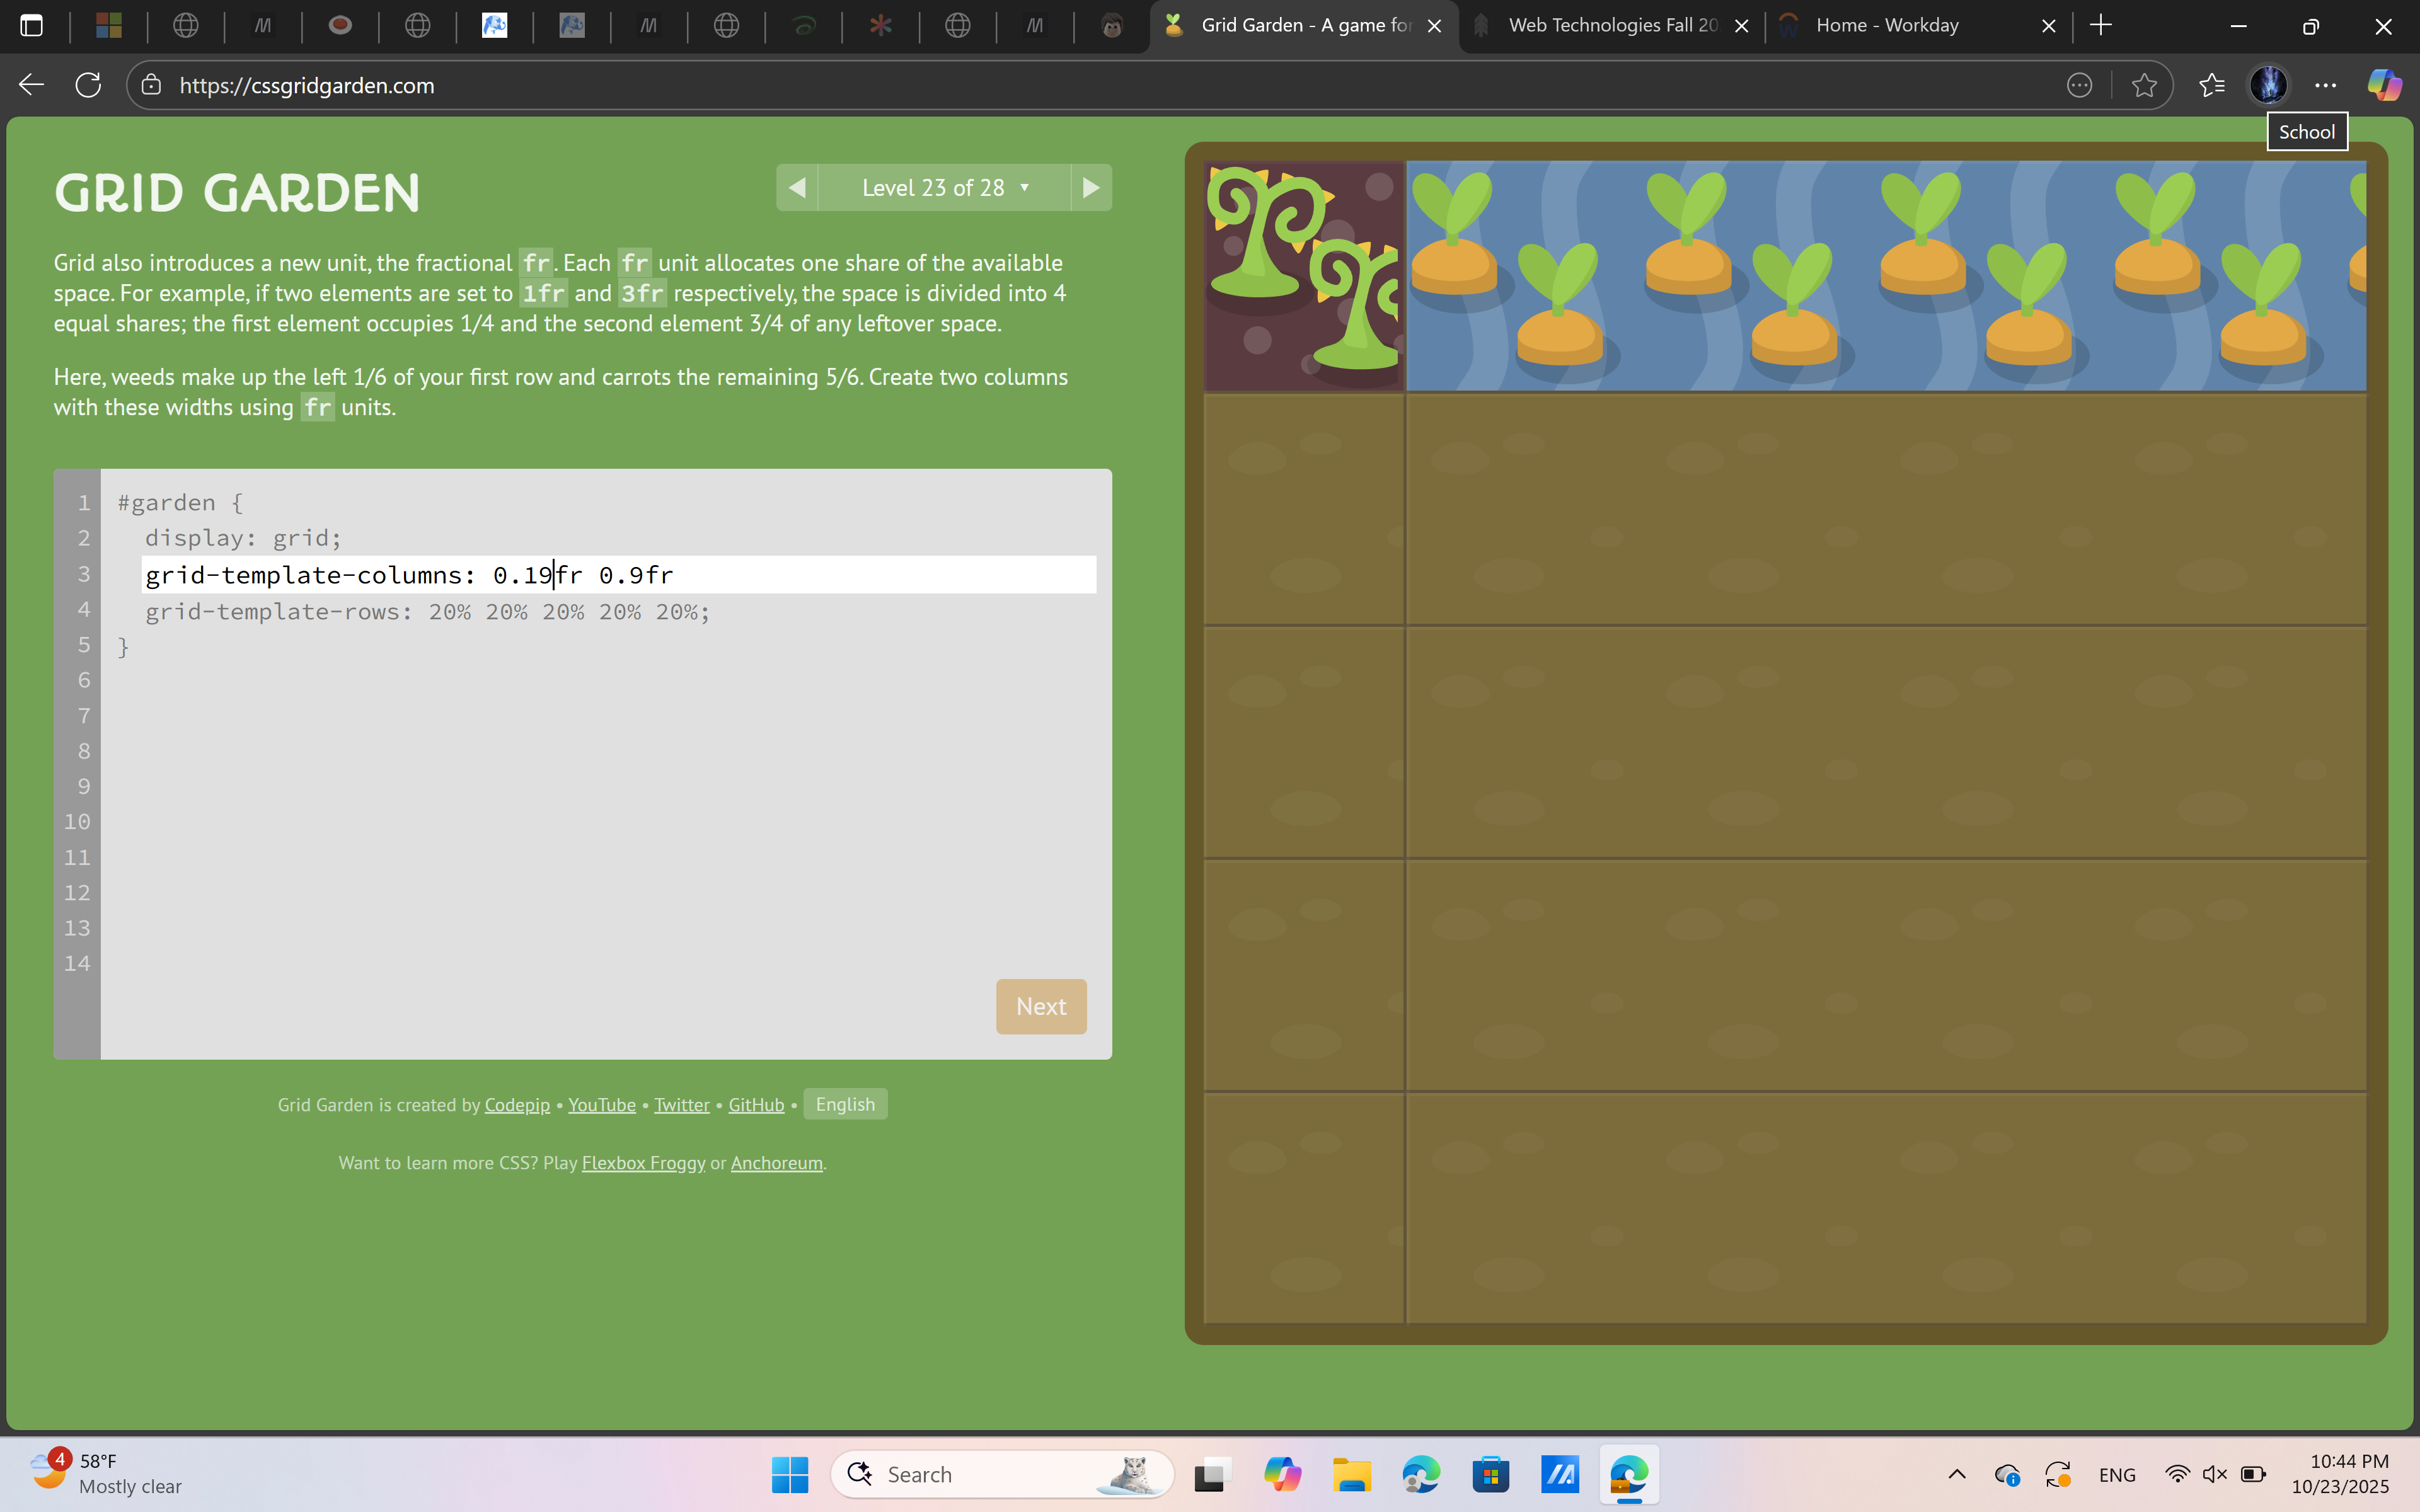 Grid Garden - A game fo
Web Technologies Fall 20
Home - Workday
https://cssgridgarden.com
School
GRID GARDEN
Level 23 of 28
Grid also introduces a new unit, the fractional fr. Each fr unit allocates one share of the available
space. For example, if two elements are set to 1fr and 3fr respectively, the space is divided into 4
equal shares; the first element occupies 1/4 and the second element 3/4 of any leftover space.
Here, weeds make up the left 1/6 of your first row and carrots the remaining 5/6. Create two columns
with these widths using fr units.
1 #garden {
2 display: grid;
3 grid-template-columns: 0.19fr 0.9fr
4 grid-template-rows: 20% 20% 20% 20% 20%;
5 }
6
7
8
9
10
11
12
13
14
Next
Grid Garden is created by Codepip • YouTube • Twitter • GitHub • English
Want to learn more CSS? Play Flexbox Froggy or Anchoreum.
4
58°F
Mostly clear
Search
ENG
10:44 PM
10/23/2025